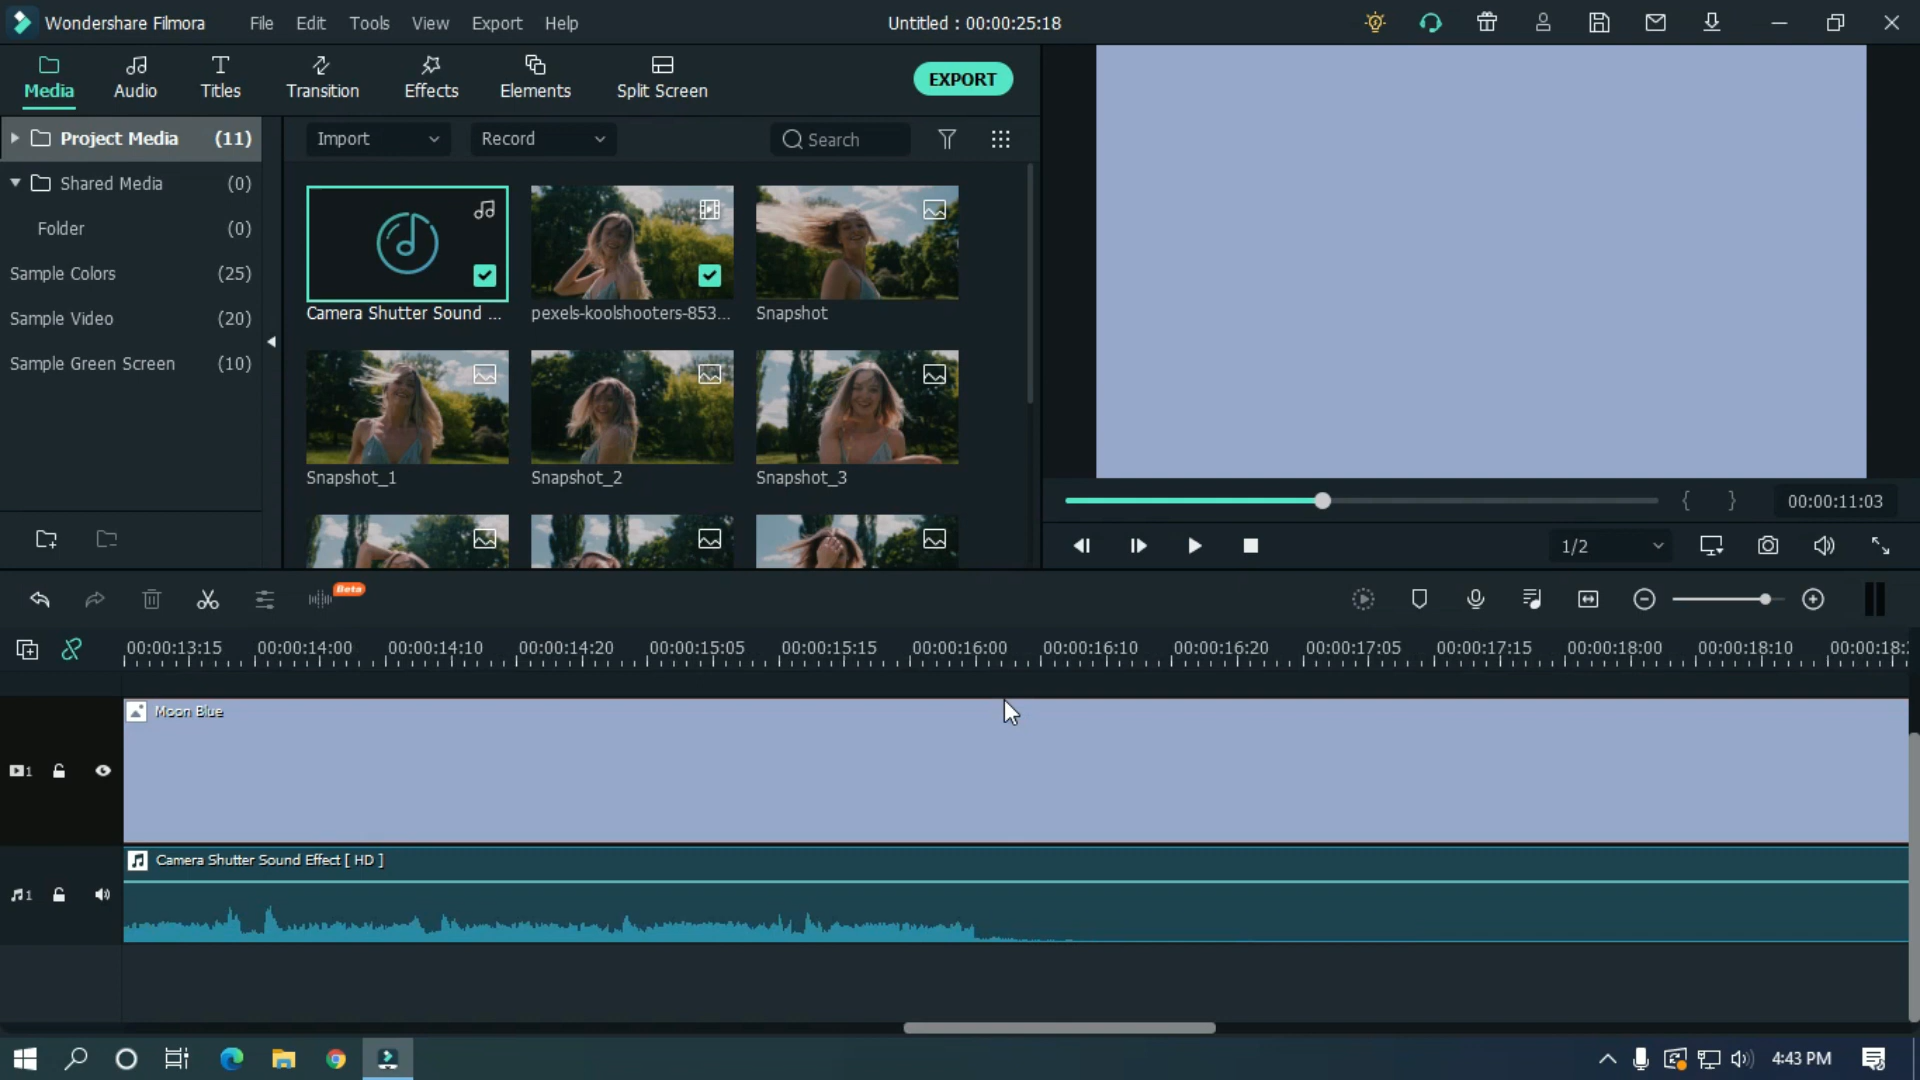 Wondershare Filmora
File
Edit
Tools
View
Export
Help
Untitled : 00:00:25:18
Media
Audio
Titles
Transition
Effects
Elements
Split Screen
EXPORT
Project Media (11)
Shared Media (0)
Folder (0)
Sample Colors (25)
Sample Video (20)
Sample Green Screen (10)
Import
Record
Search
Camera Shutter Sound ...
pexels-koolshooters-853...
Snapshot
Snapshot_1
Snapshot_2
Snapshot_3
{ }
00:00:11:03
1/2
Beta
00:00:13:15
00:00:14:00
00:00:14:10
00:00:14:20
00:00:15:05
00:00:15:15
00:00:16:00
00:00:16:10
00:00:16:20
00:00:17:05
00:00:17:15
00:00:18:00
00:00:18:10
00:00:18:
Moon Blue
1
Camera Shutter Sound Effect [ HD ]
1
4:43 PM